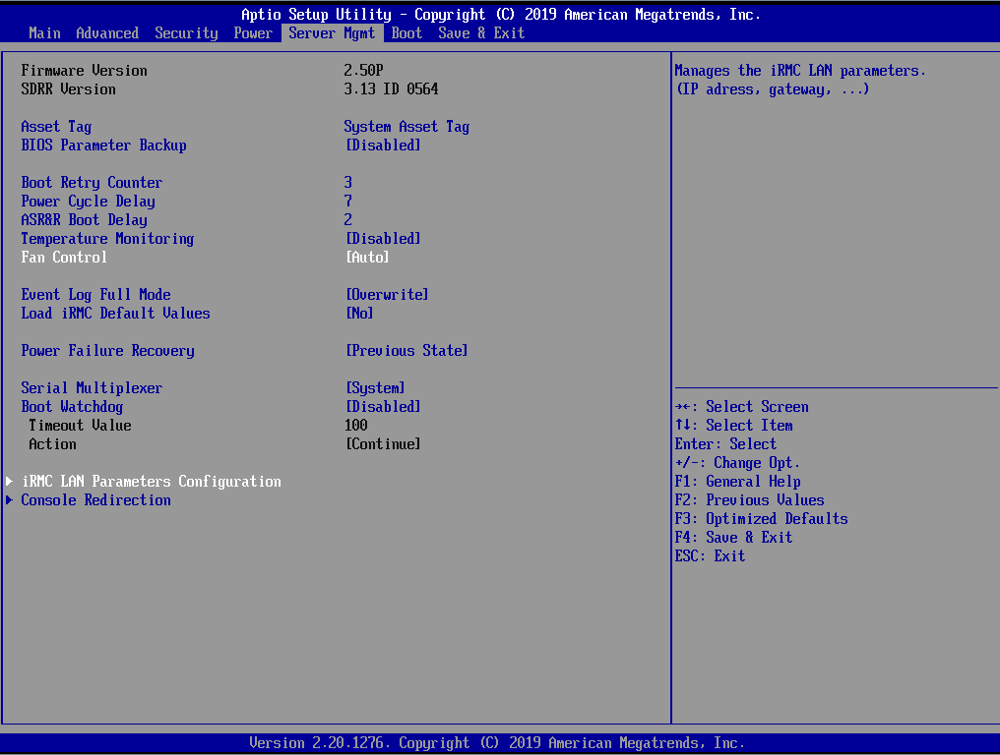 Aptio Setup Utility - Copyright (C) 2019 American Megatrends, Inc.
Main Advanced Security Power Server Mgmt Boot Save & Exit
Firmware Version 2.50P
SDRR Version 3.13 ID 0564
Asset Tag System Asset Tag
BIOS Parameter Backup [Disabled]
Boot Retry Counter 3
Power Cycle Delay 7
ASR&R Boot Delay 2
Temperature Monitoring [Disabled]
Fan Control [Auto]
Event Log Full Mode [Overwrite]
Load iRMC Default Values [No]
Power Failure Recovery [Previous State]
Serial Multiplexer [System]
Boot Watchdog [Disabled]
Timeout Value 100
Action [Continue]
▶ iRMC LAN Parameters Configuration
▶ Console Redirection
Manages the iRMC LAN parameters.
(IP adress, gateway, ...)
→←: Select Screen
↑↓: Select Item
Enter: Select
+/-: Change Opt.
F1: General Help
F2: Previous Values
F3: Optimized Defaults
F4: Save & Exit
ESC: Exit
Version 2.20.1276. Copyright (C) 2019 American Megatrends, Inc.